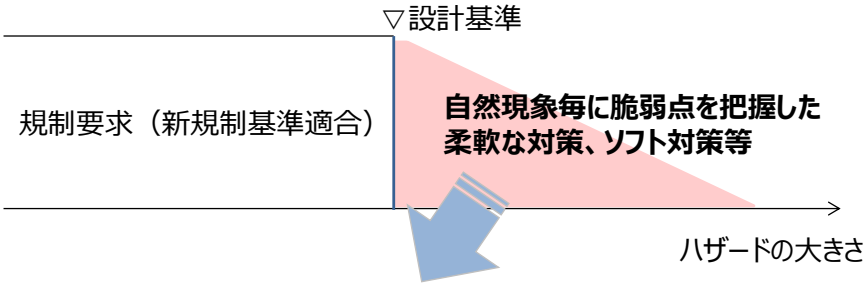 ▽設計基準
規制要求（新規制基準適合）
自然現象毎に脆弱点を把握した
柔軟な対策、ソフト対策等
ハザードの大きさ